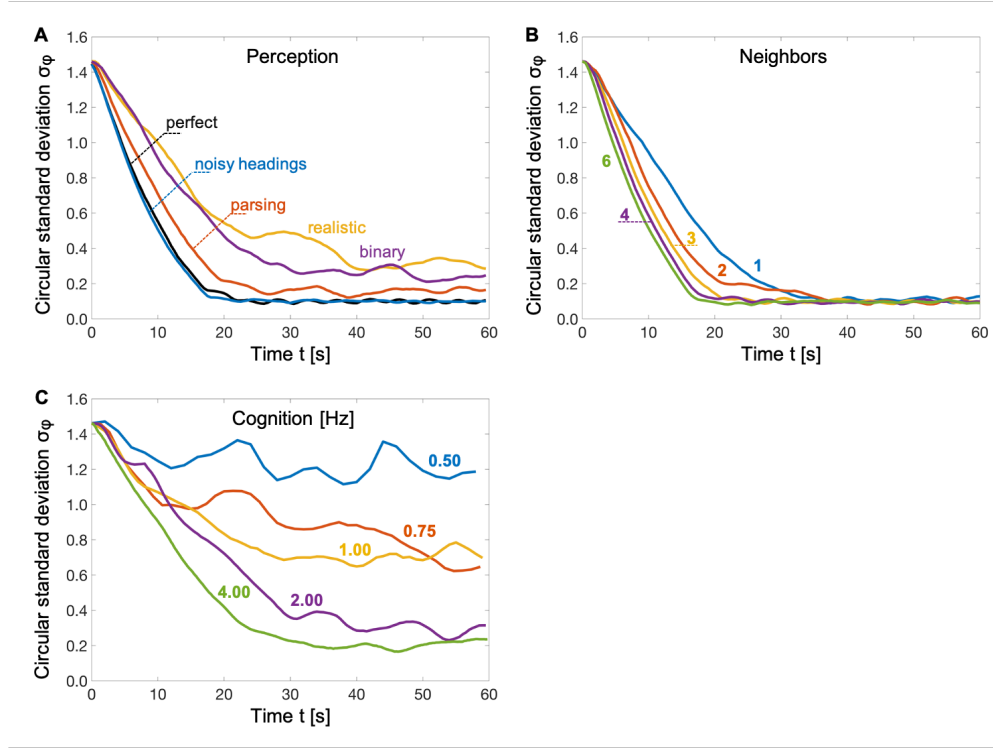 A
Perception
Circular standard deviation σφ
1.6
1.4
1.2
1.0
0.8
0.6
0.4
0.2
0.0
perfect
noisy headings
parsing
realistic
binary
0 10 20 30 40 50 60
Time t [s]
B
Neighbors
Circular standard deviation σφ
1.6
1.4
1.2
1.0
0.8
0.6
0.4
0.2
0.0
6
4
3
2
1
0 10 20 30 40 50 60
Time t [s]
C
Cognition [Hz]
Circular standard deviation σφ
1.6
1.4
1.2
1.0
0.8
0.6
0.4
0.2
0.0
0.50
0.75
1.00
4.00
2.00
0 10 20 30 40 50 60
Time t [s]